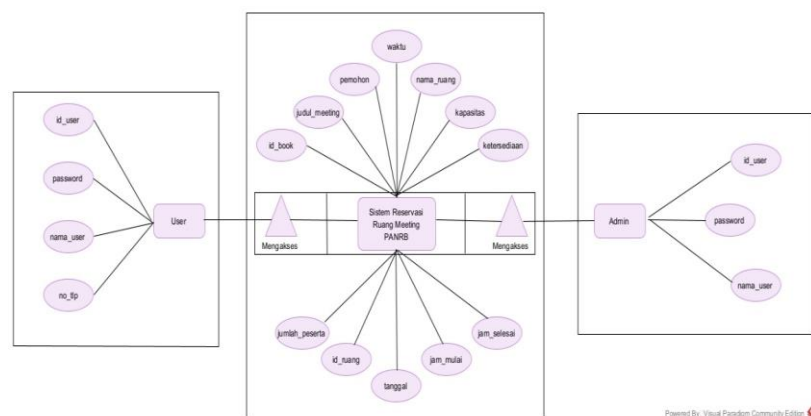 id_user
password
nama_user
no_tlp
User
waktu
pemohon
nama_ruang
judul_meeting
kapasitas
id_book
ketersediaan
Mengakses
Sistem Reservasi
Ruang Meeting
PANRB
Mengakses
jumlah_peserta
id_ruang
tanggal
jam_mulai
jam_selesai
Admin
id_user
password
nama_user
Powered By Visual Paradigm Community Edition